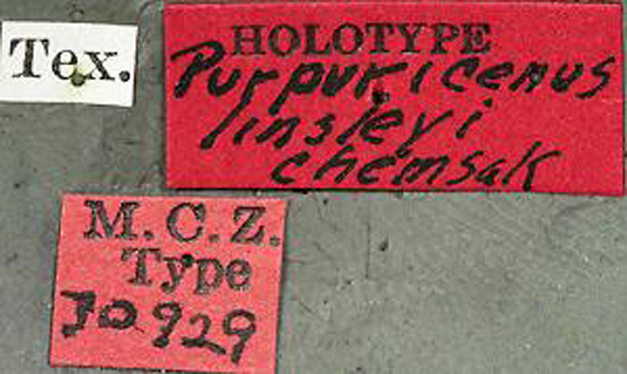 Tex.
HOLOTYPE
Purpuricenus
linsleyi
chemsak
M.C.Z.
Type
30929